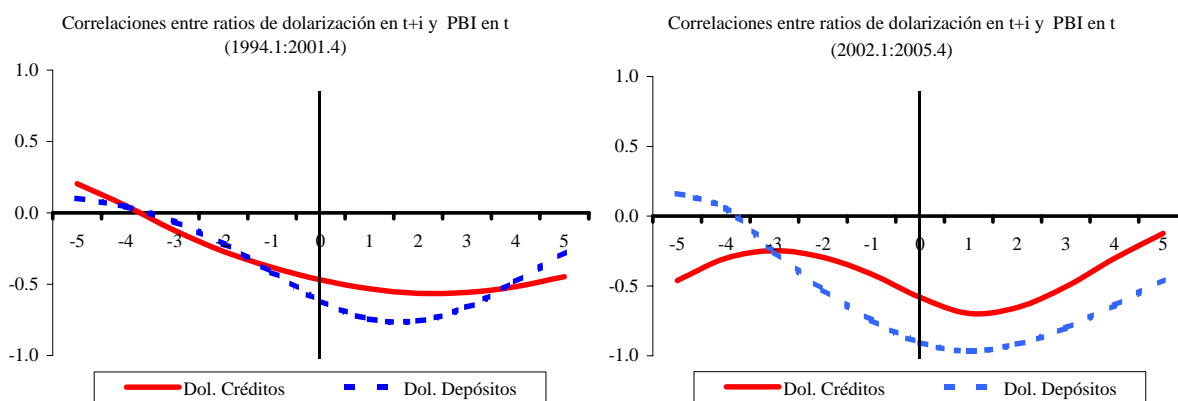 Correlaciones entre ratios de dolarización en t+i y PBI en t
(1994.1:2001.4)
1.0
0.5
0.0
-0.5
-1.0
-5 -4 -3 -2 -1 0 1 2 3 4 5
Dol. Créditos Dol. Depósitos
Correlaciones entre ratios de dolarización en t+i y PBI en t
(2002.1:2005.4)
1.0
0.5
0.0
-0.5
-1.0
-5 -4 -3 -2 -1 0 1 2 3 4 5
Dol. Créditos Dol. Depósitos